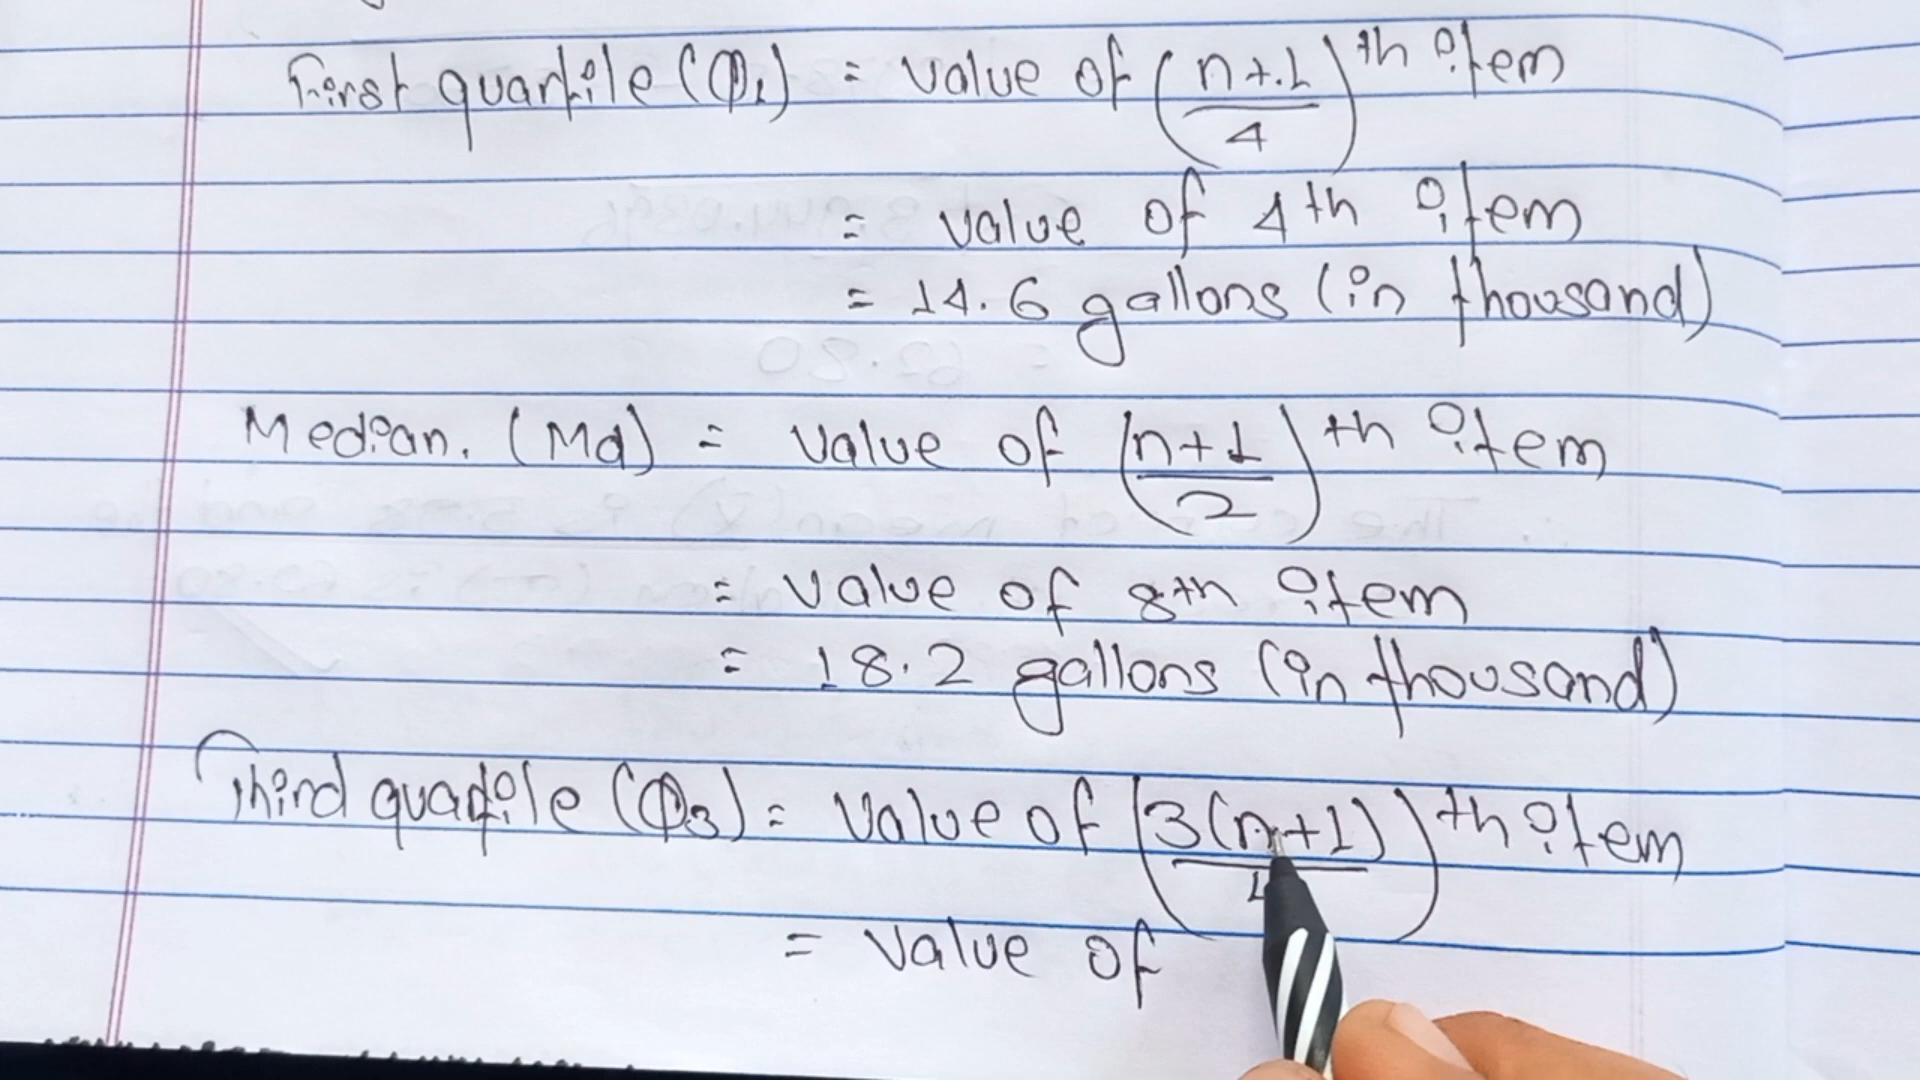 First quartile (Q1) = value of (n+1/4)th item
= value of 4th item
= 14.6 gallons (in thousand)
Median. (Md) = value of (n+1/2)th item
= value of 8th item
= 18.2 gallons (in thousand)
Third quartile (Q3) = value of (3(n+1)/4)th item
= value of